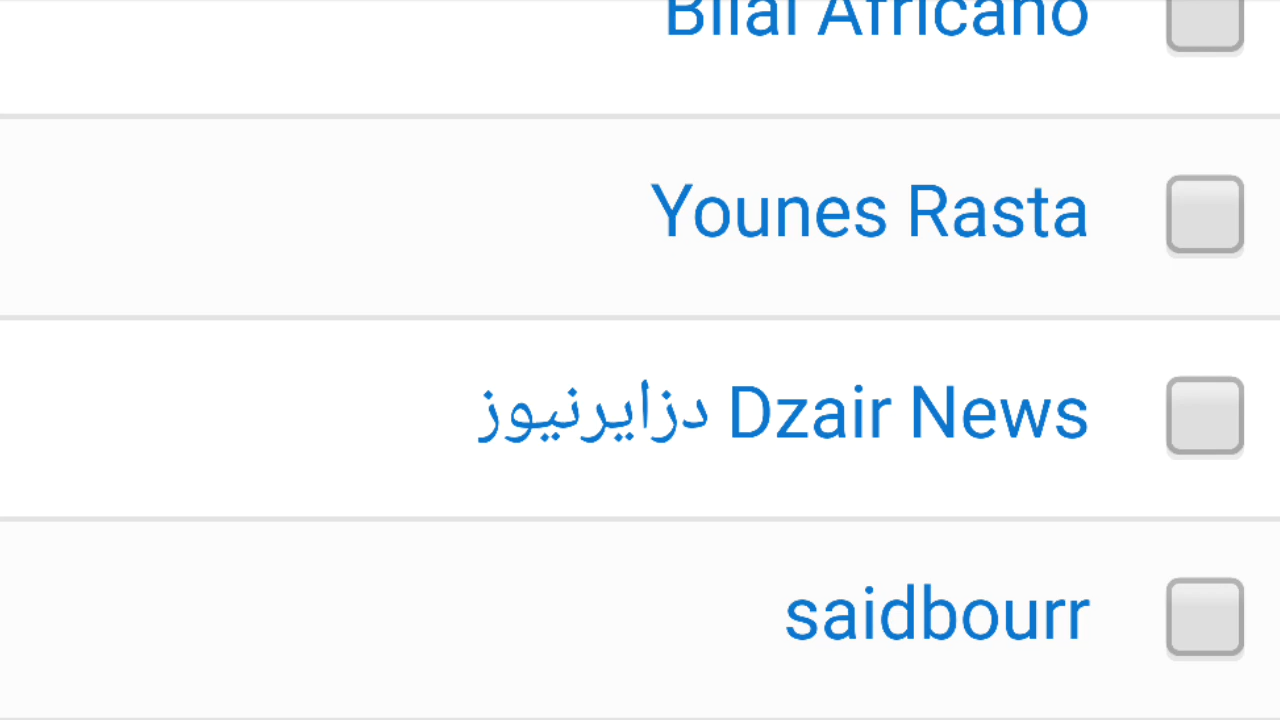 Bilal Africano
Younes Rasta
Dzair News دزايرنيوز
saidbourr